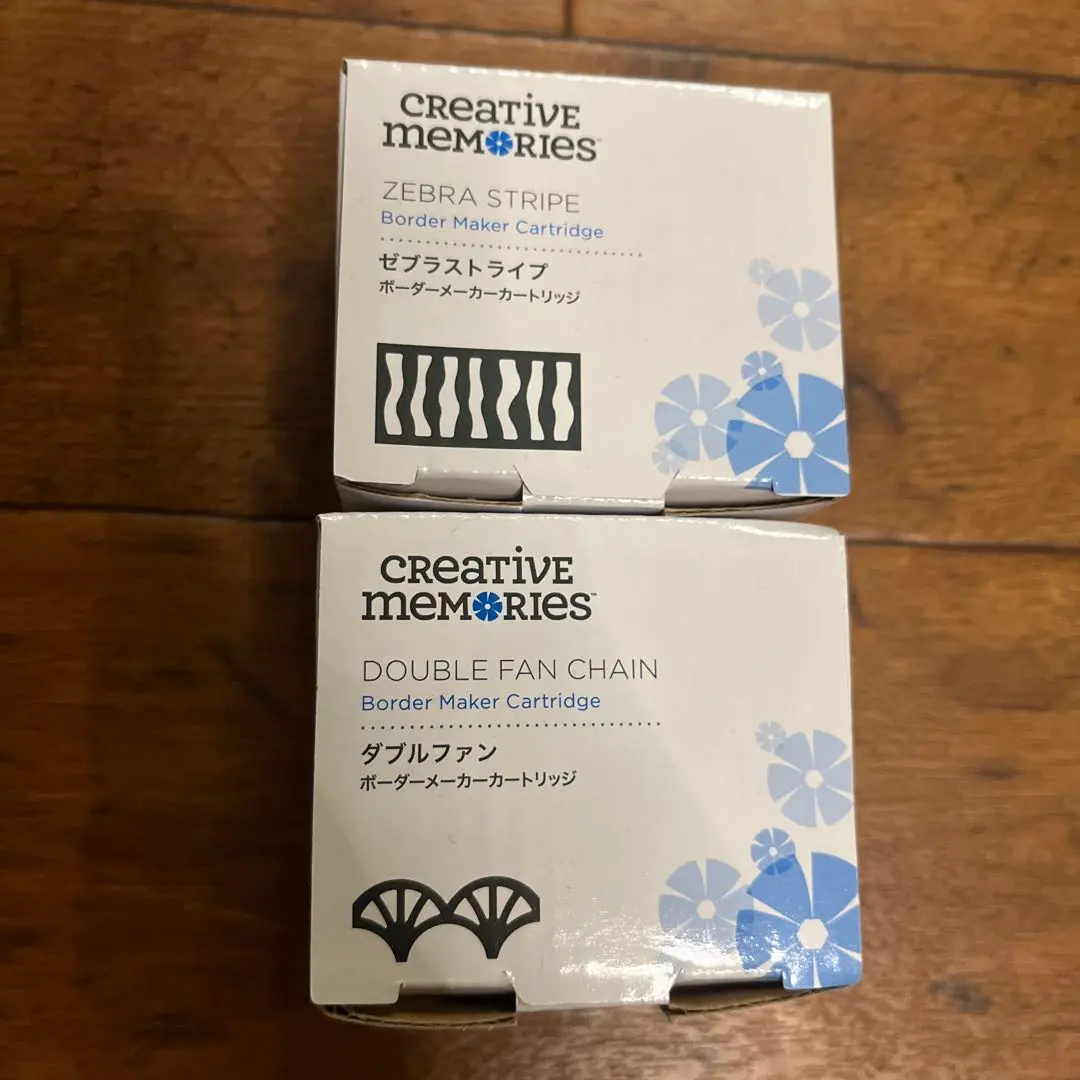 CREATIVE
MEMORIES™
ZEBRA STRIPE
Border Maker Cartridge
ゼブラストライプ
ボーダーメーカーカートリッジ
CREATIVE
MEMORIES™
DOUBLE FAN CHAIN
Border Maker Cartridge
ダブルファン
ボーダーメーカーカートリッジ